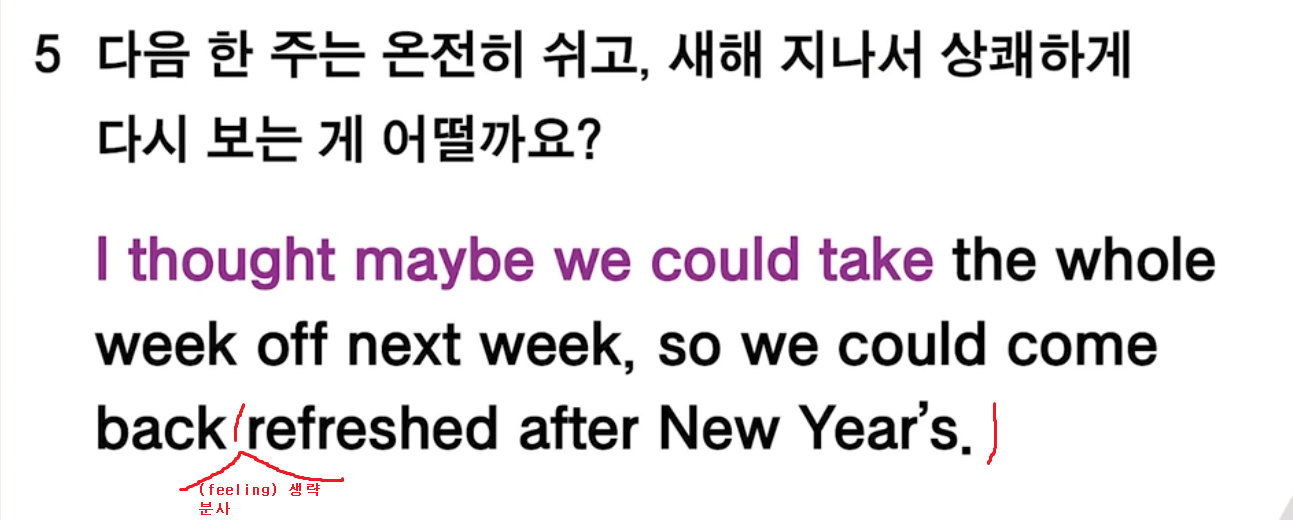 5 다음 한 주는 온전히 쉬고, 새해 지나서 상쾌하게
다시 보는 게 어떨까요?
I thought maybe we could take the whole
week off next week, so we could come
back refreshed after New Year’s.
(feeling) 생략
분사